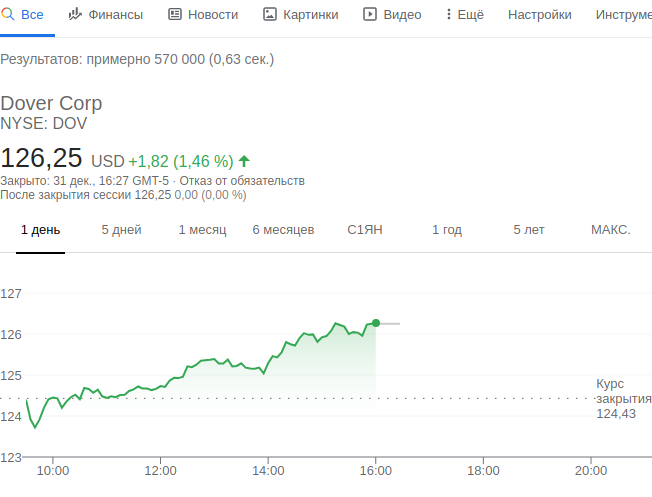 Все Финансы Новости Картинки Видео Ещё Настройки Инструме
Результатов: примерно 570 000 (0,63 сек.)
Dover Corp
NYSE: DOV
126,25 USD +1,82 (1,46 %)
Закрыто: 31 дек., 16:27 GMT-5 · Отказ от обязательств
После закрытия сессии 126,25 0,00 (0,00 %)
1 день 5 дней 1 месяц 6 месяцев С1ЯН 1 год 5 лет МАКС.
127
126
125
Курс
закрытия
124,43
124
123
10:00 12:00 14:00 16:00 18:00 20:00